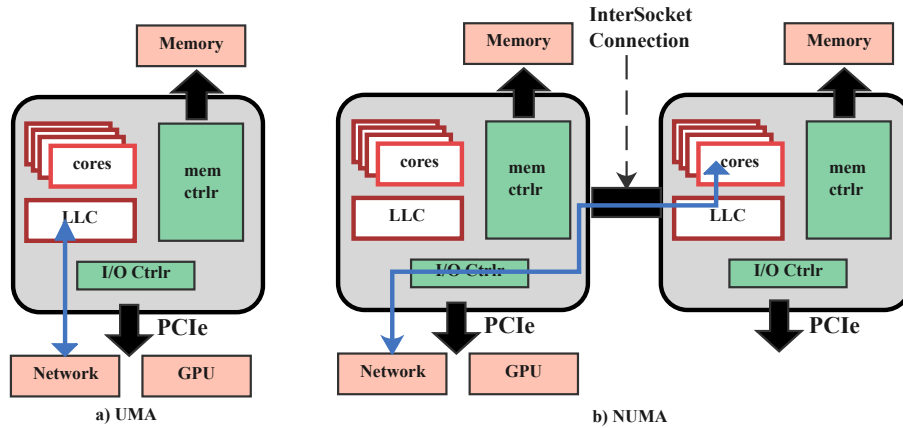 Memory
cores
LLC
mem
ctrlr
I/O Ctrlr
PCIe
Network
GPU
a) UMA
InterSocket
Connection
Memory
cores
LLC
mem
ctrlr
I/O Ctrlr
PCIe
Network
GPU
Memory
cores
LLC
mem
ctrlr
I/O Ctrlr
PCIe
b) NUMA